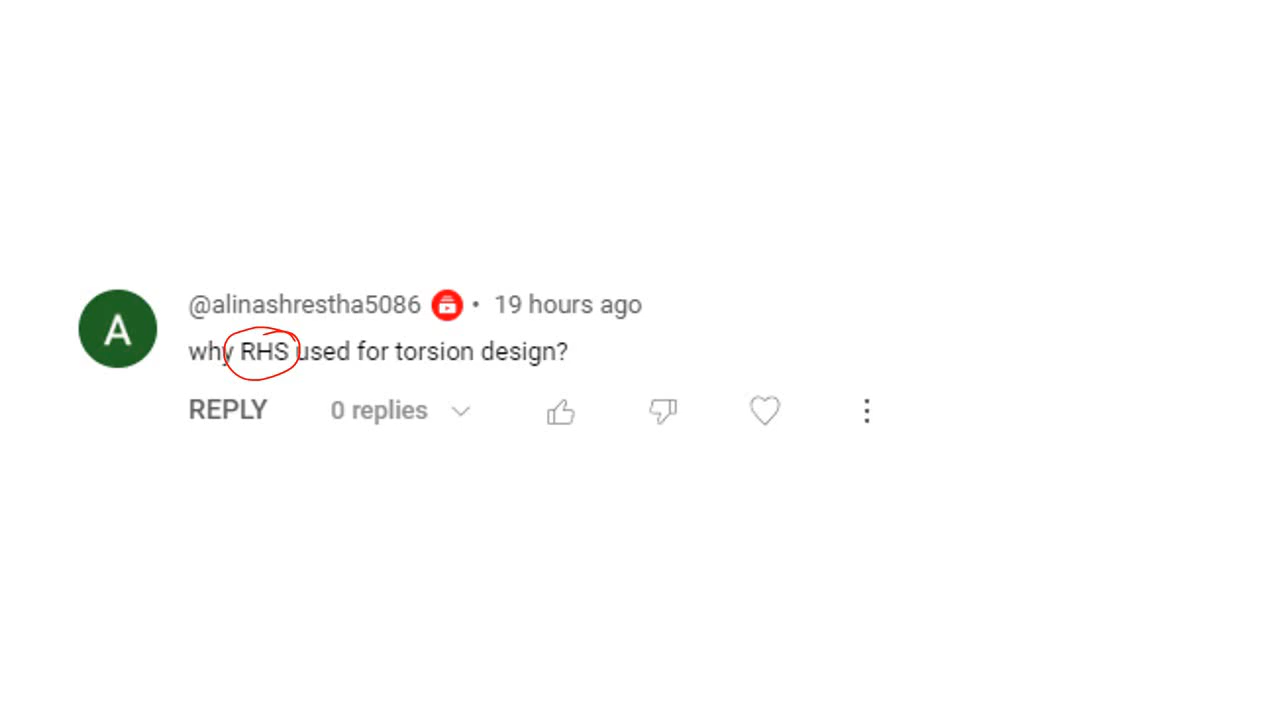 A
@alinashrestha5086 • 19 hours ago
why RHS used for torsion design?
REPLY 0 replies